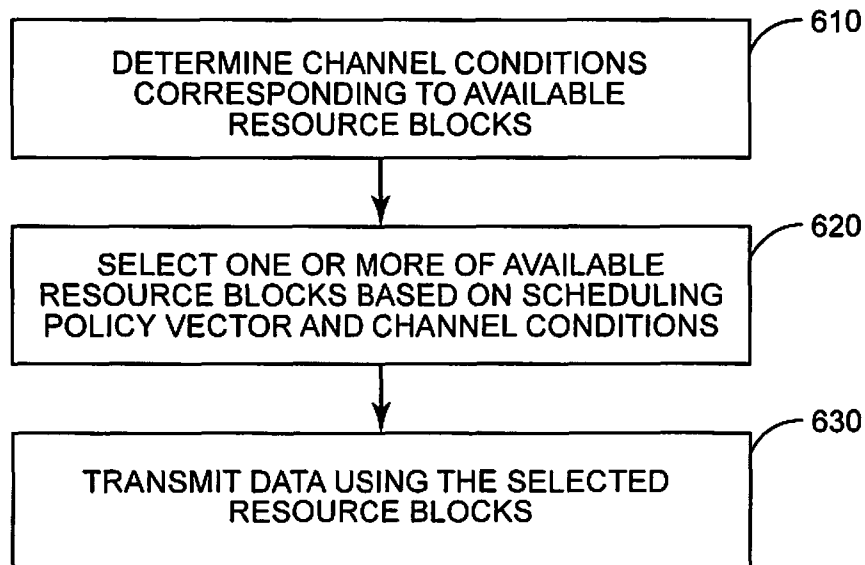 610
DETERMINE CHANNEL CONDITIONS
CORRESPONDING TO AVAILABLE
RESOURCE BLOCKS
620
SELECT ONE OR MORE OF AVAILABLE
RESOURCE BLOCKS BASED ON SCHEDULING
POLICY VECTOR AND CHANNEL CONDITIONS
630
TRANSMIT DATA USING THE SELECTED
RESOURCE BLOCKS